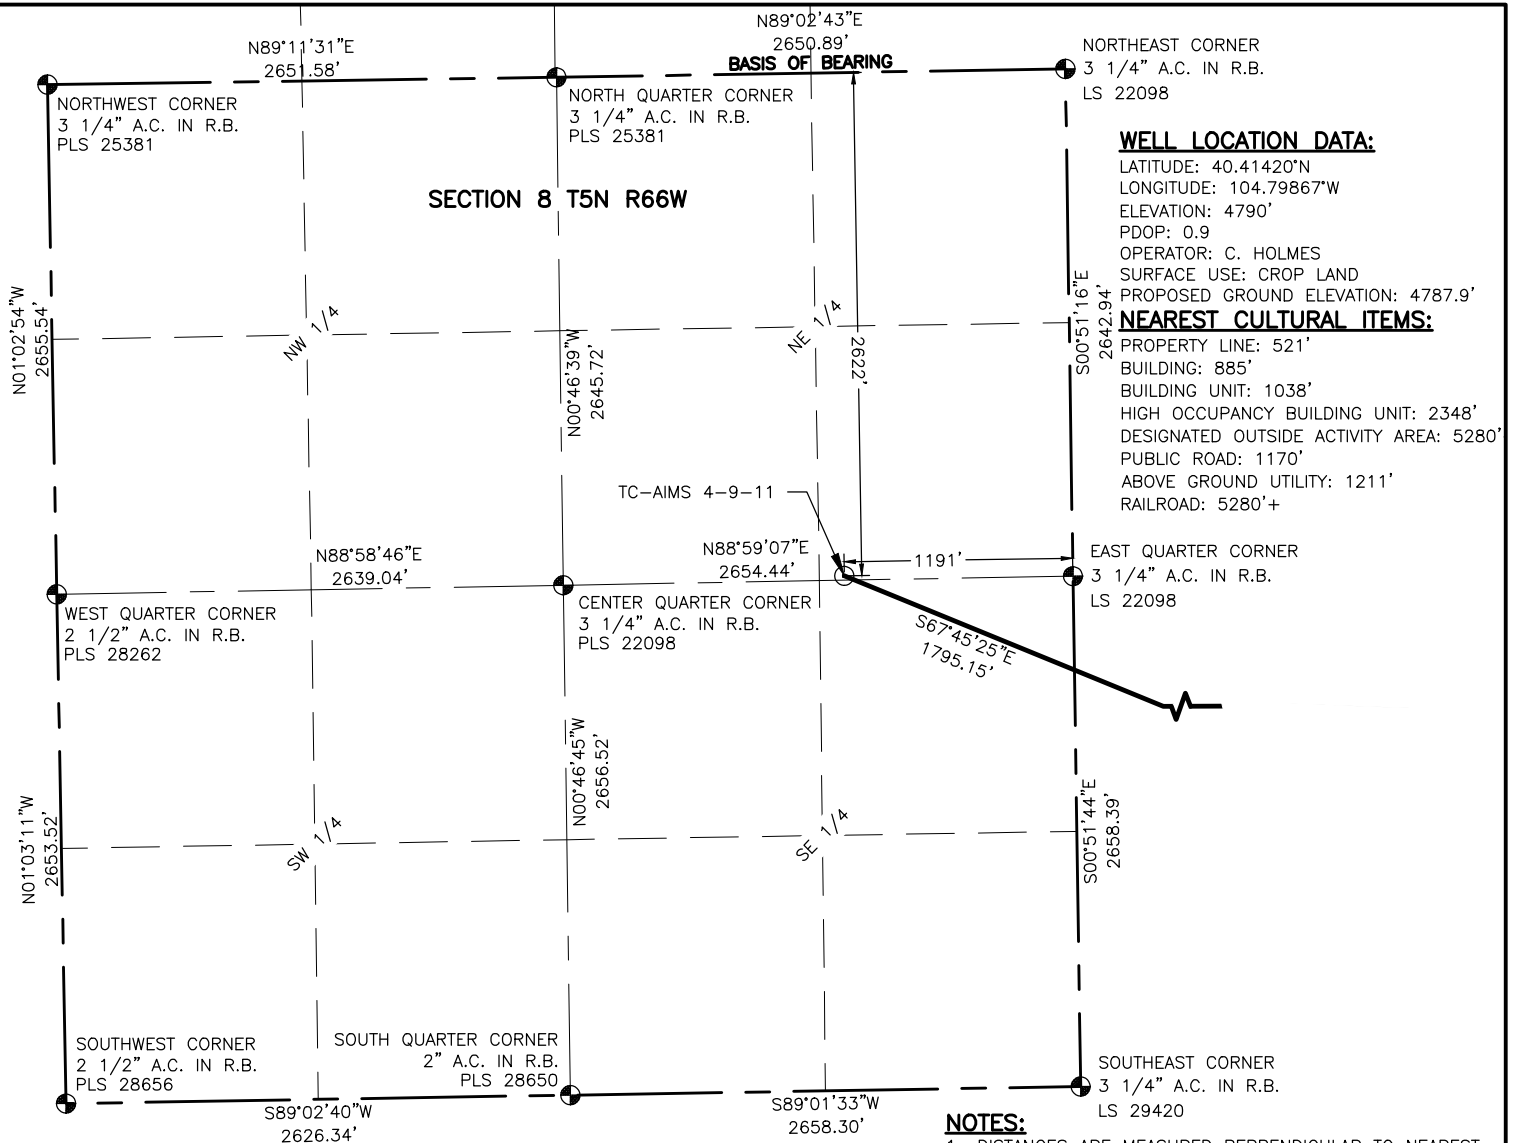 N89°11'31"E
2651.58'
N89°02'43"E
2650.89'
BASIS OF BEARING
NORTHEAST CORNER
3 1/4" A.C. IN R.B.
LS 22098
NORTHWEST CORNER
3 1/4" A.C. IN R.B.
PLS 25381
NORTH QUARTER CORNER
3 1/4" A.C. IN R.B.
PLS 25381
SECTION 8 T5N R66W
WELL LOCATION DATA:
LATITUDE: 40.41420°N
LONGITUDE: 104.79867°W
ELEVATION: 4790'
PDOP: 0.9
OPERATOR: C. HOLMES
SURFACE USE: CROP LAND
PROPOSED GROUND ELEVATION: 4787.9'
NEAREST CULTURAL ITEMS:
PROPERTY LINE: 521'
BUILDING: 885'
BUILDING UNIT: 1038'
HIGH OCCUPANCY BUILDING UNIT: 2348'
DESIGNATED OUTSIDE ACTIVITY AREA: 5280'
PUBLIC ROAD: 1170'
ABOVE GROUND UTILITY: 1211'
RAILROAD: 5280'+
N01°02'54"W
2655.54'
NW 1/4
N00°46'39"W
2645.72'
NE 1/4
2622'
S00°51'16"E
2642.94'
TC-AIMS 4-9-11
N88°58'46"E
2639.04'
N88°59'07"E
2654.44'
1191'
EAST QUARTER CORNER
3 1/4" A.C. IN R.B.
LS 22098
WEST QUARTER CORNER
2 1/2" A.C. IN R.B.
PLS 28262
CENTER QUARTER CORNER
3 1/4" A.C. IN R.B.
PLS 22098
S67°45'25"E
1795.15'
N01°03'11"W
2653.52'
SW 1/4
N00°46'45"W
2656.52'
SE 1/4
S00°51'44"E
2658.39'
SOUTHWEST CORNER
2 1/2" A.C. IN R.B.
PLS 28656
SOUTH QUARTER CORNER
2" A.C. IN R.B.
PLS 28650
SOUTHEAST CORNER
3 1/4" A.C. IN R.B.
LS 29420
S89°02'40"W
2626.34'
S89°01'33"W
2658.30'
NOTES:
1. DISTANCES ARE MEASURED PERPENDICULAR TO NEAREST